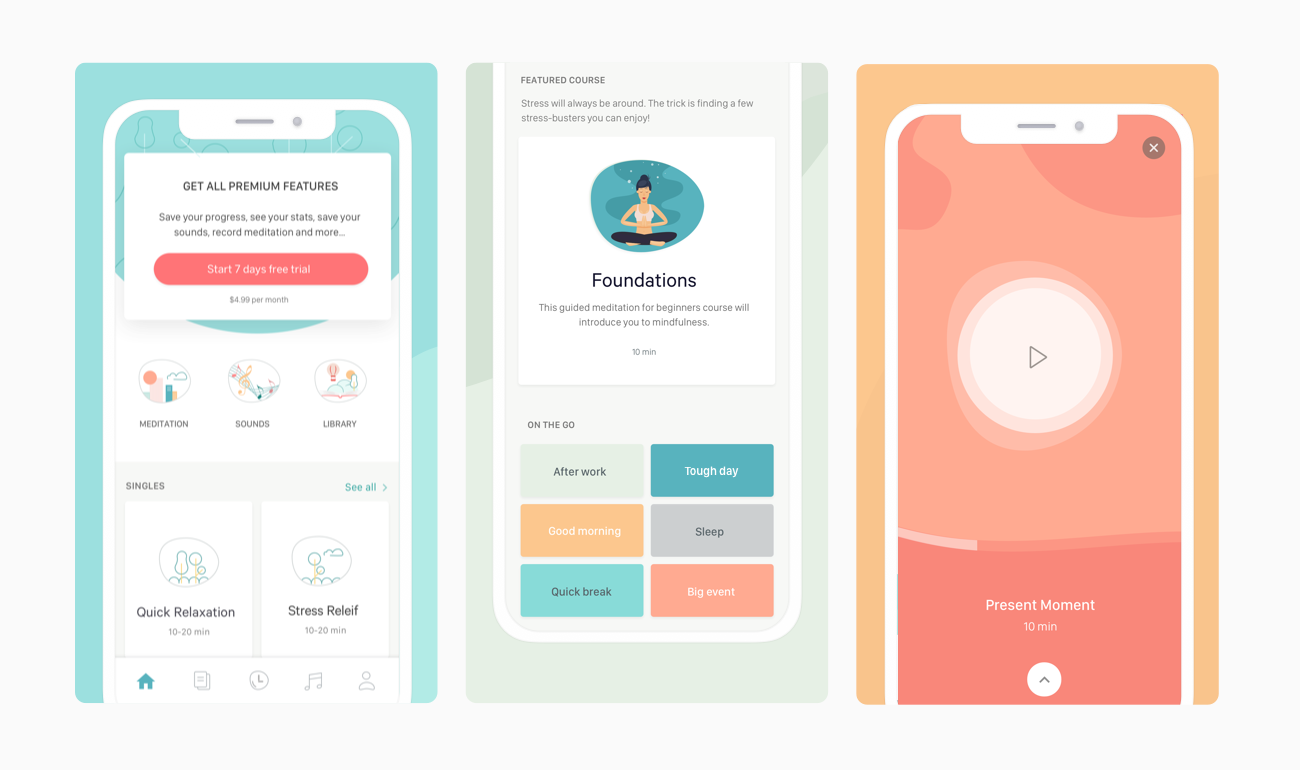 GET ALL PREMIUM FEATURES
Save your progress, see your stats, save your
sounds, record meditation and more...
Start 7 days free trial
$4.99 per month
MEDITATION
SOUNDS
LIBRARY
SINGLES
See all
Quick Relaxation
10-20 min
Stress Releif
10-20 min
FEATURED COURSE
Stress will always be around. The trick is finding a few
stress-busters you can enjoy!
Foundations
This guided meditation for beginners course will
introduce you to mindfulness.
10 min
ON THE GO
After work
Tough day
Good morning
Sleep
Quick break
Big event
Present Moment
10 min